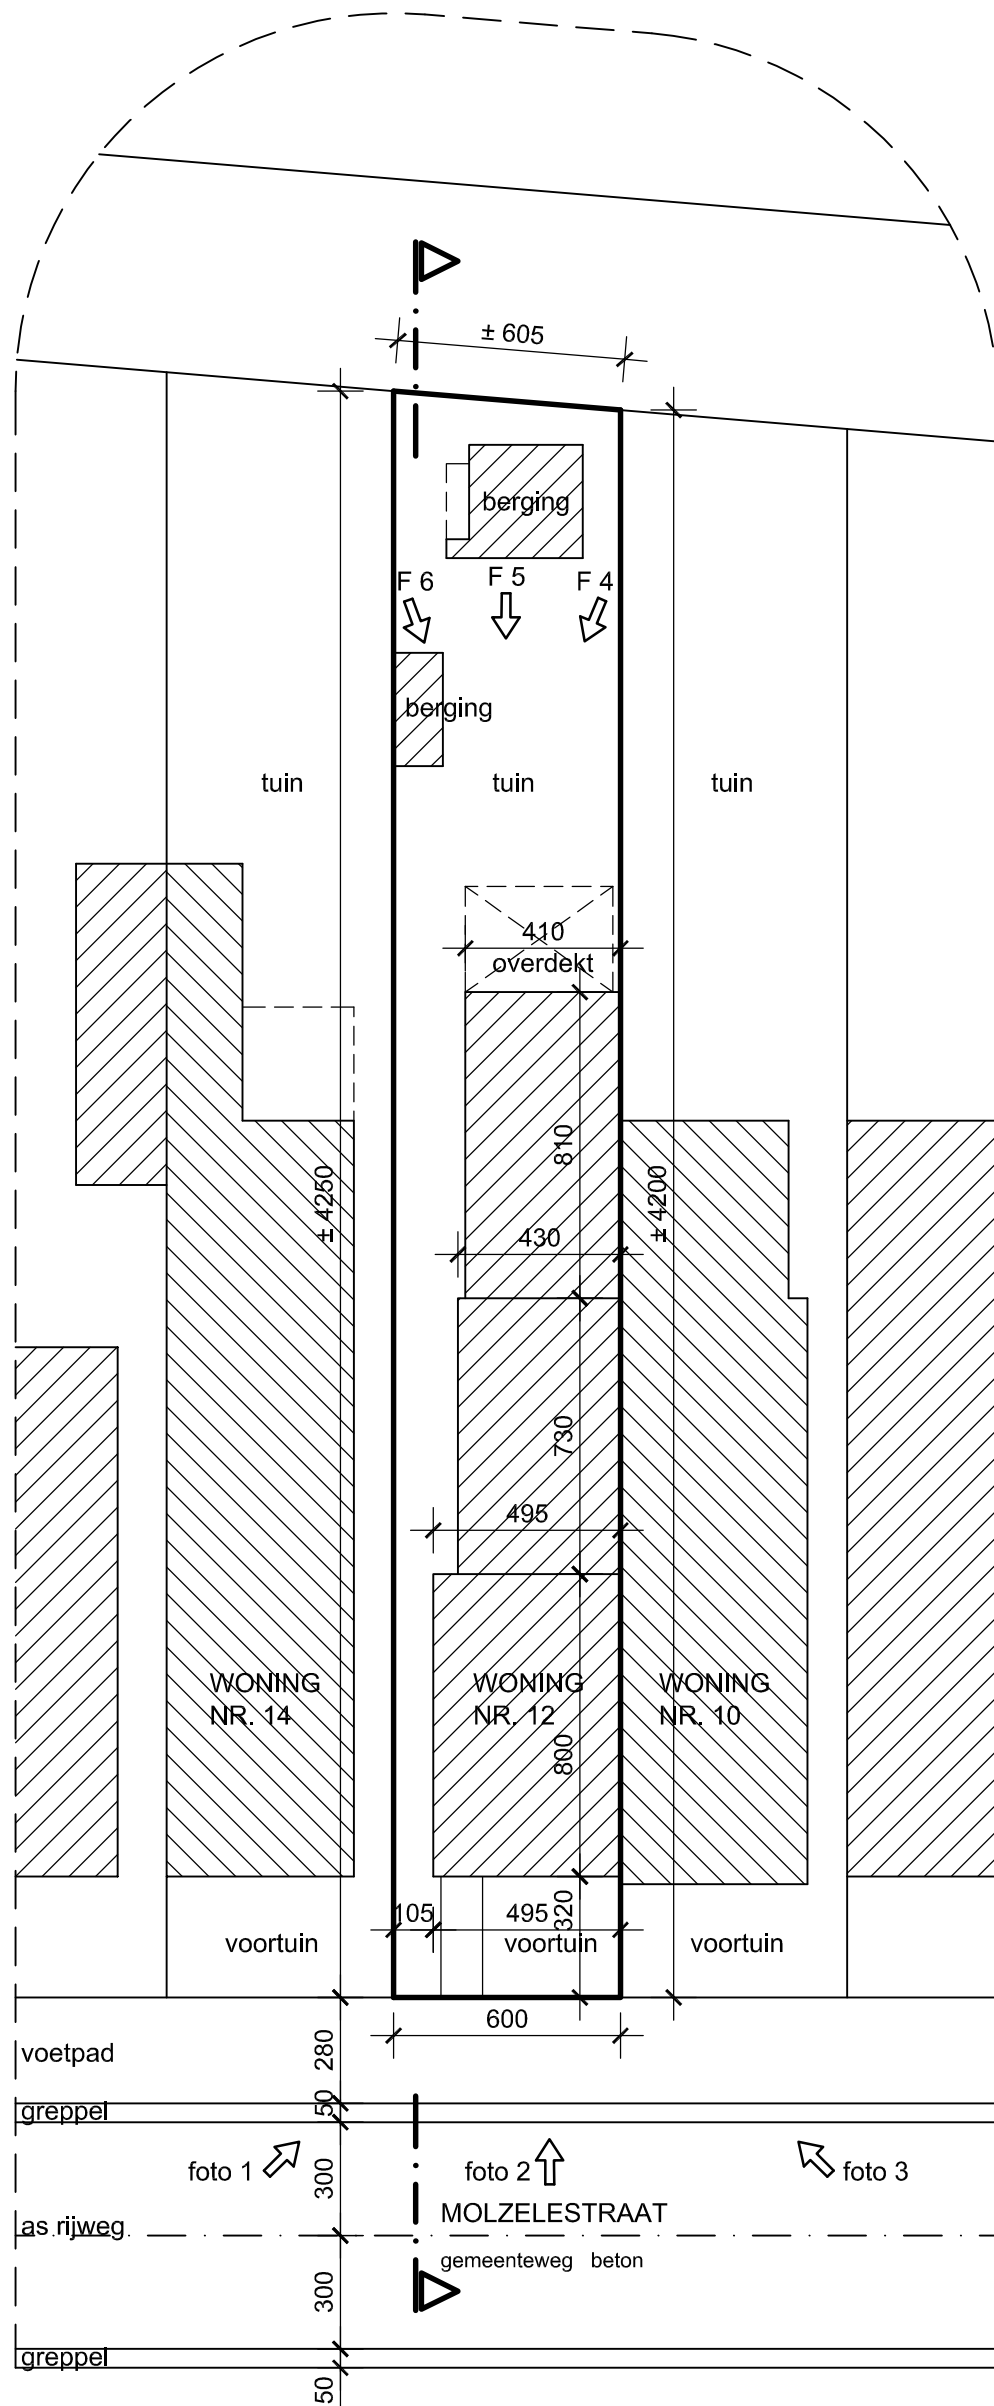 ± 605
berging
F 6
F 5
F 4
berging
tuin
tuin
tuin
410
overdekt
810
± 4250
± 4200
430
730
495
WONING
NR. 14
WONING
NR. 12
WONING
NR. 10
800
105
495
320
voortuin
voortuin
voortuin
600
voetpad
280
greppel
50
foto 1
300
foto 2
foto 3
MOLZELESTRAAT
as rijweg
gemeenteweg beton
300
greppel
50